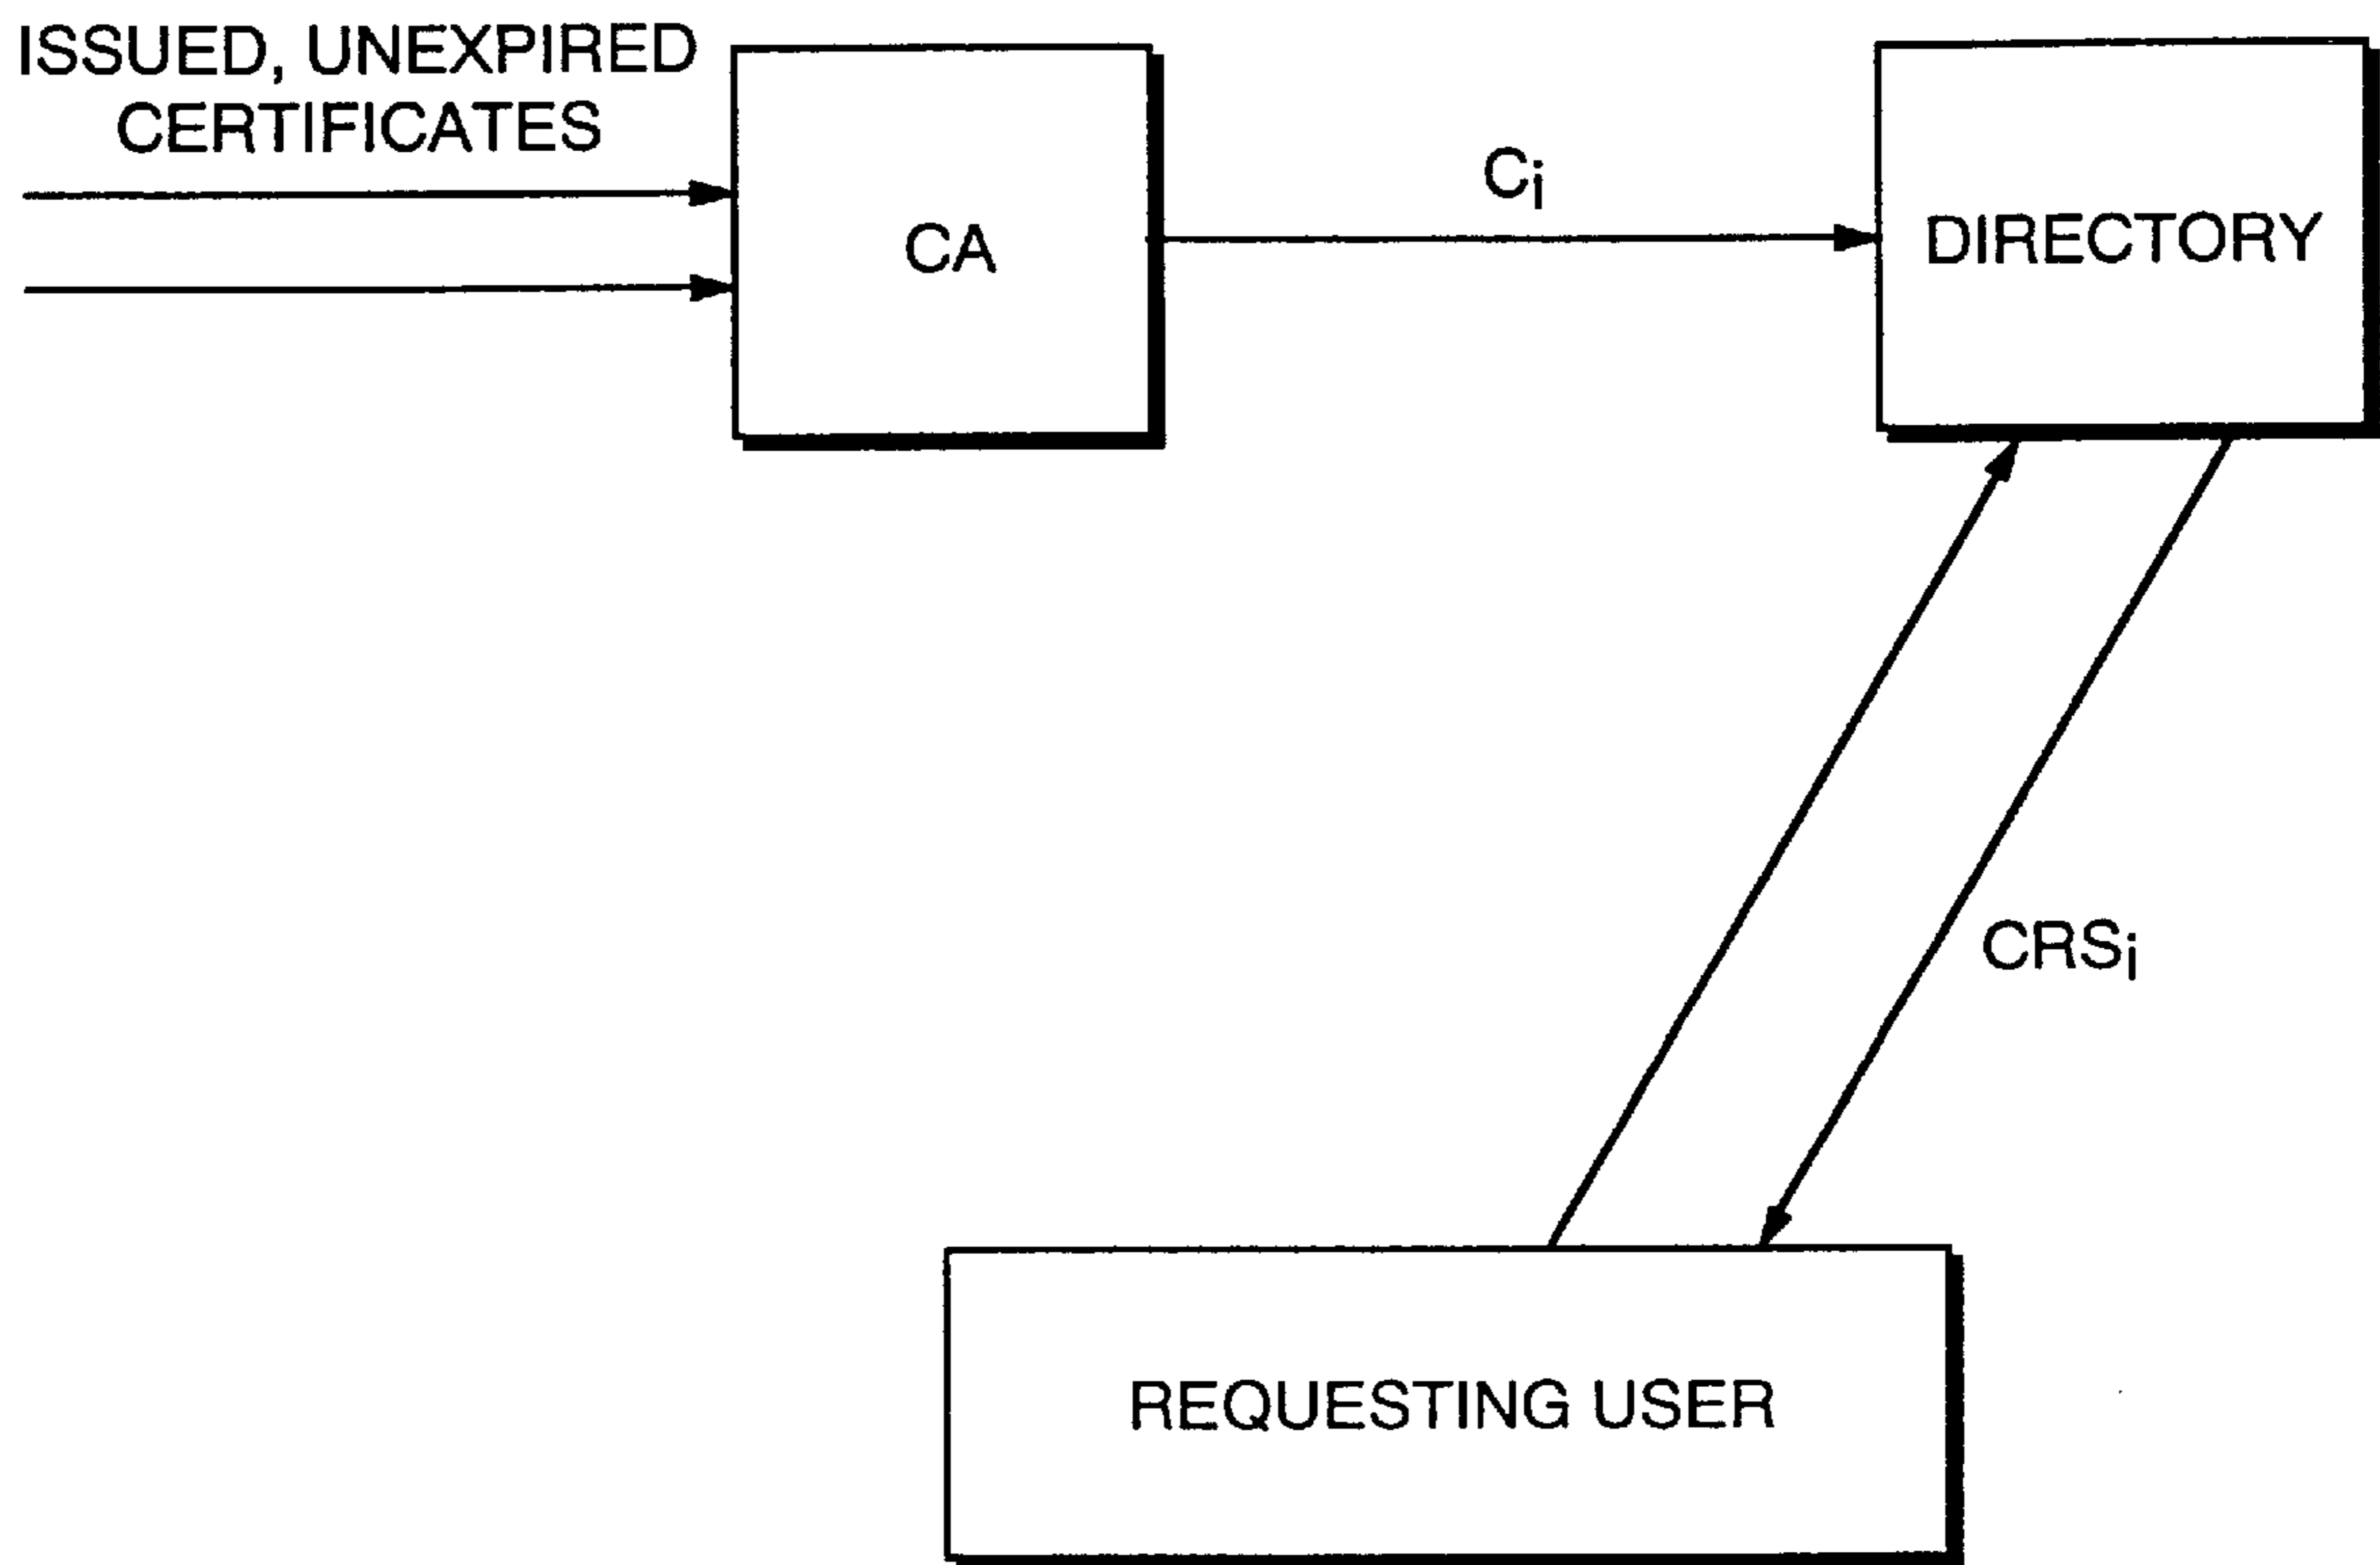 ISSUED, UNEXPIRED
CERTIFICATES
CA
Ci
DIRECTORY
CRSi
REQUESTING USER